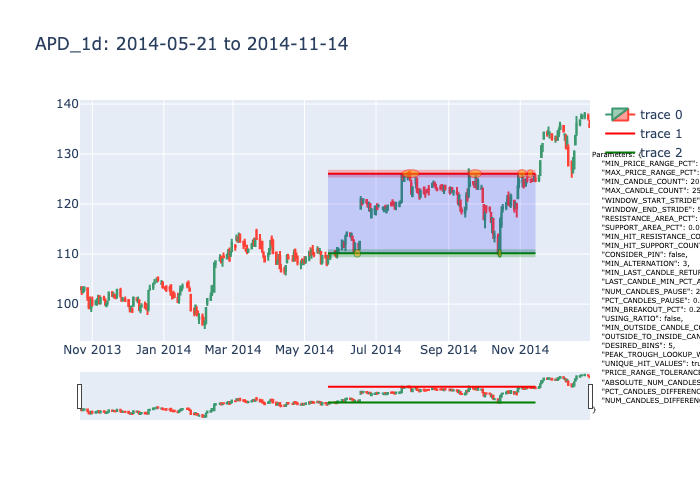 APD_1d: 2014-05-21 to 2014-11-14
140
130
120
110
100
Nov 2013
Jan 2014
Mar 2014
May 2014
Jul 2014
Sep 2014
Nov 2014
trace 0
trace 1
trace 2
Parameters: {
"MIN_PRICE_RANGE_PCT":
"MAX_PRICE_RANGE_PCT":
"MIN_CANDLE_COUNT": 20
"MAX_CANDLE_COUNT": 25
"WINDOW_START_STRIDE"
"WINDOW_END_STRIDE":
"RESISTANCE_AREA_PCT":
"SUPPORT_AREA_PCT": 0.0
"MIN_HIT_RESISTANCE_CO
"MIN_HIT_SUPPORT_COUNT
"CONSIDER_PIN": false,
"MIN_ALTERNATION": 3,
"MIN_LAST_CANDLE_RETUR
"LAST_CANDLE_MIN_PCT_A
"NUM_CANDLES_PAUSE": 2
"PCT_CANDLES_PAUSE": 0.
"MIN_BREAKOUT_PCT": 0.2
"USING_RATIO": false,
"MIN_OUTSIDE_CANDLE_CO
"OUTSIDE_TO_INSIDE_CAN
"DESIRED_BINS": 5,
"PEAK_TROUGH_LOOKUP_W
"UNIQUE_HIT_VALUES": tru
"PRICE_RANGE_TOLERANC
"ABSOLUTE_NUM_CANDLES
"PCT_CANDLES_DIFFERENC
"NUM_CANDLES_DIFFEREN
}